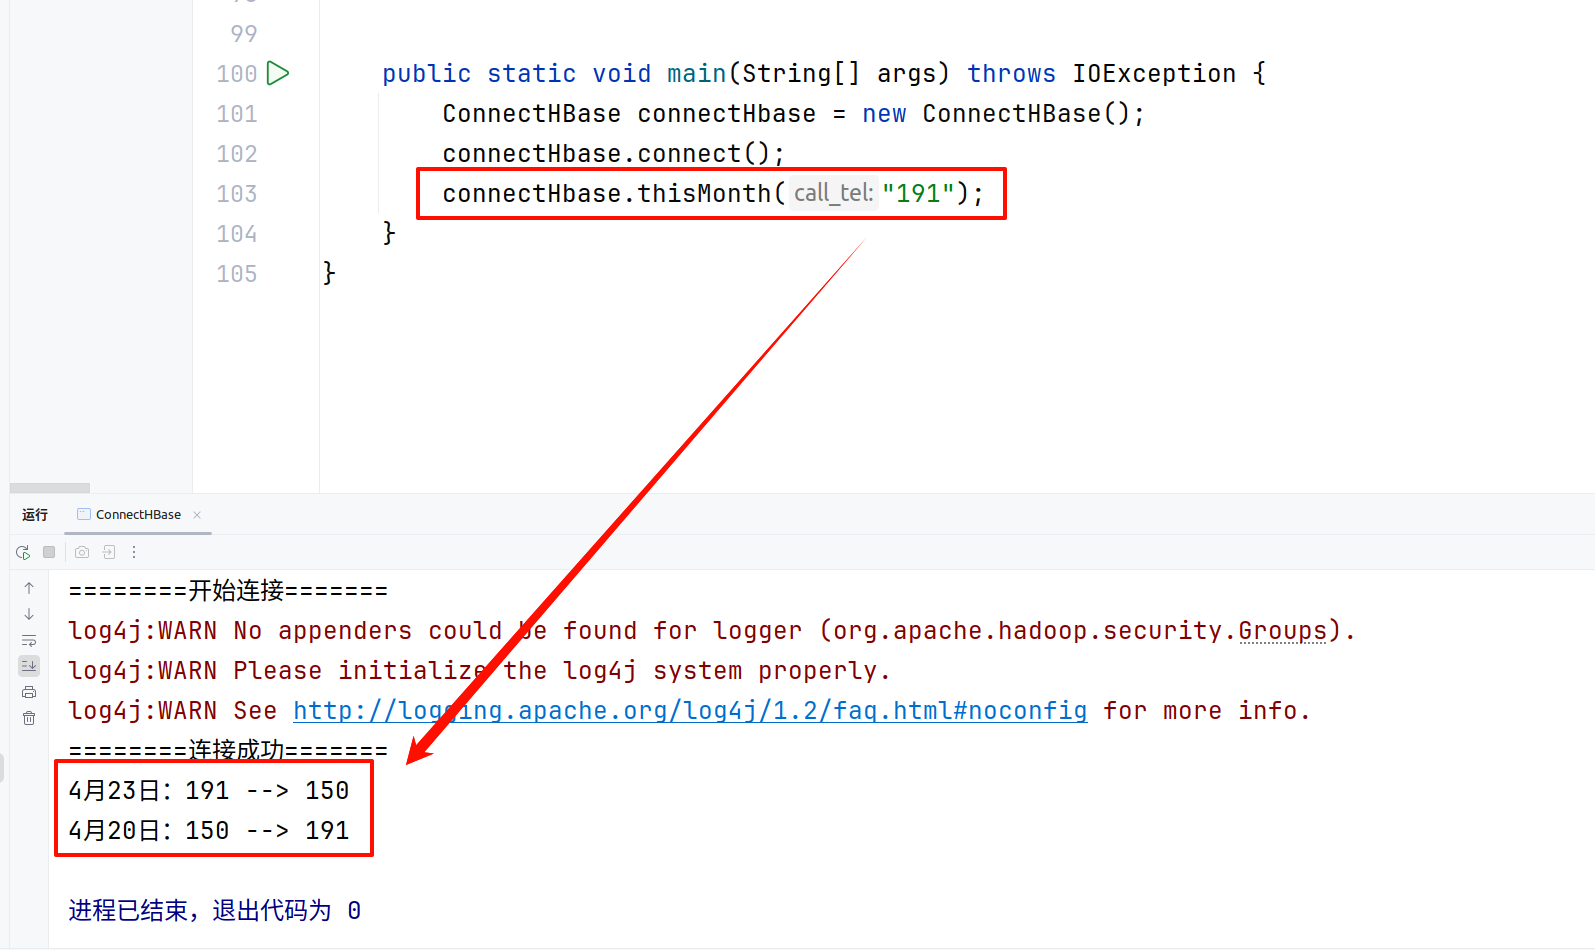 99
100 public static void main(String[] args) throws IOException {
101 ConnectHBase connectHbase = new ConnectHBase();
102 connectHbase.connect();
103 connectHbase.thisMonth( call_tel: "191");
104 }
105 }
运行 ConnectHBase ×
========开始连接=======
log4j:WARN No appenders could be found for logger (org.apache.hadoop.security.Groups).
log4j:WARN Please initialize the log4j system properly.
log4j:WARN See http://logging.apache.org/log4j/1.2/faq.html#noconfig for more info.
========连接成功=======
4月23日：191 --> 150
4月20日：150 --> 191
进程已结束，退出代码为 0